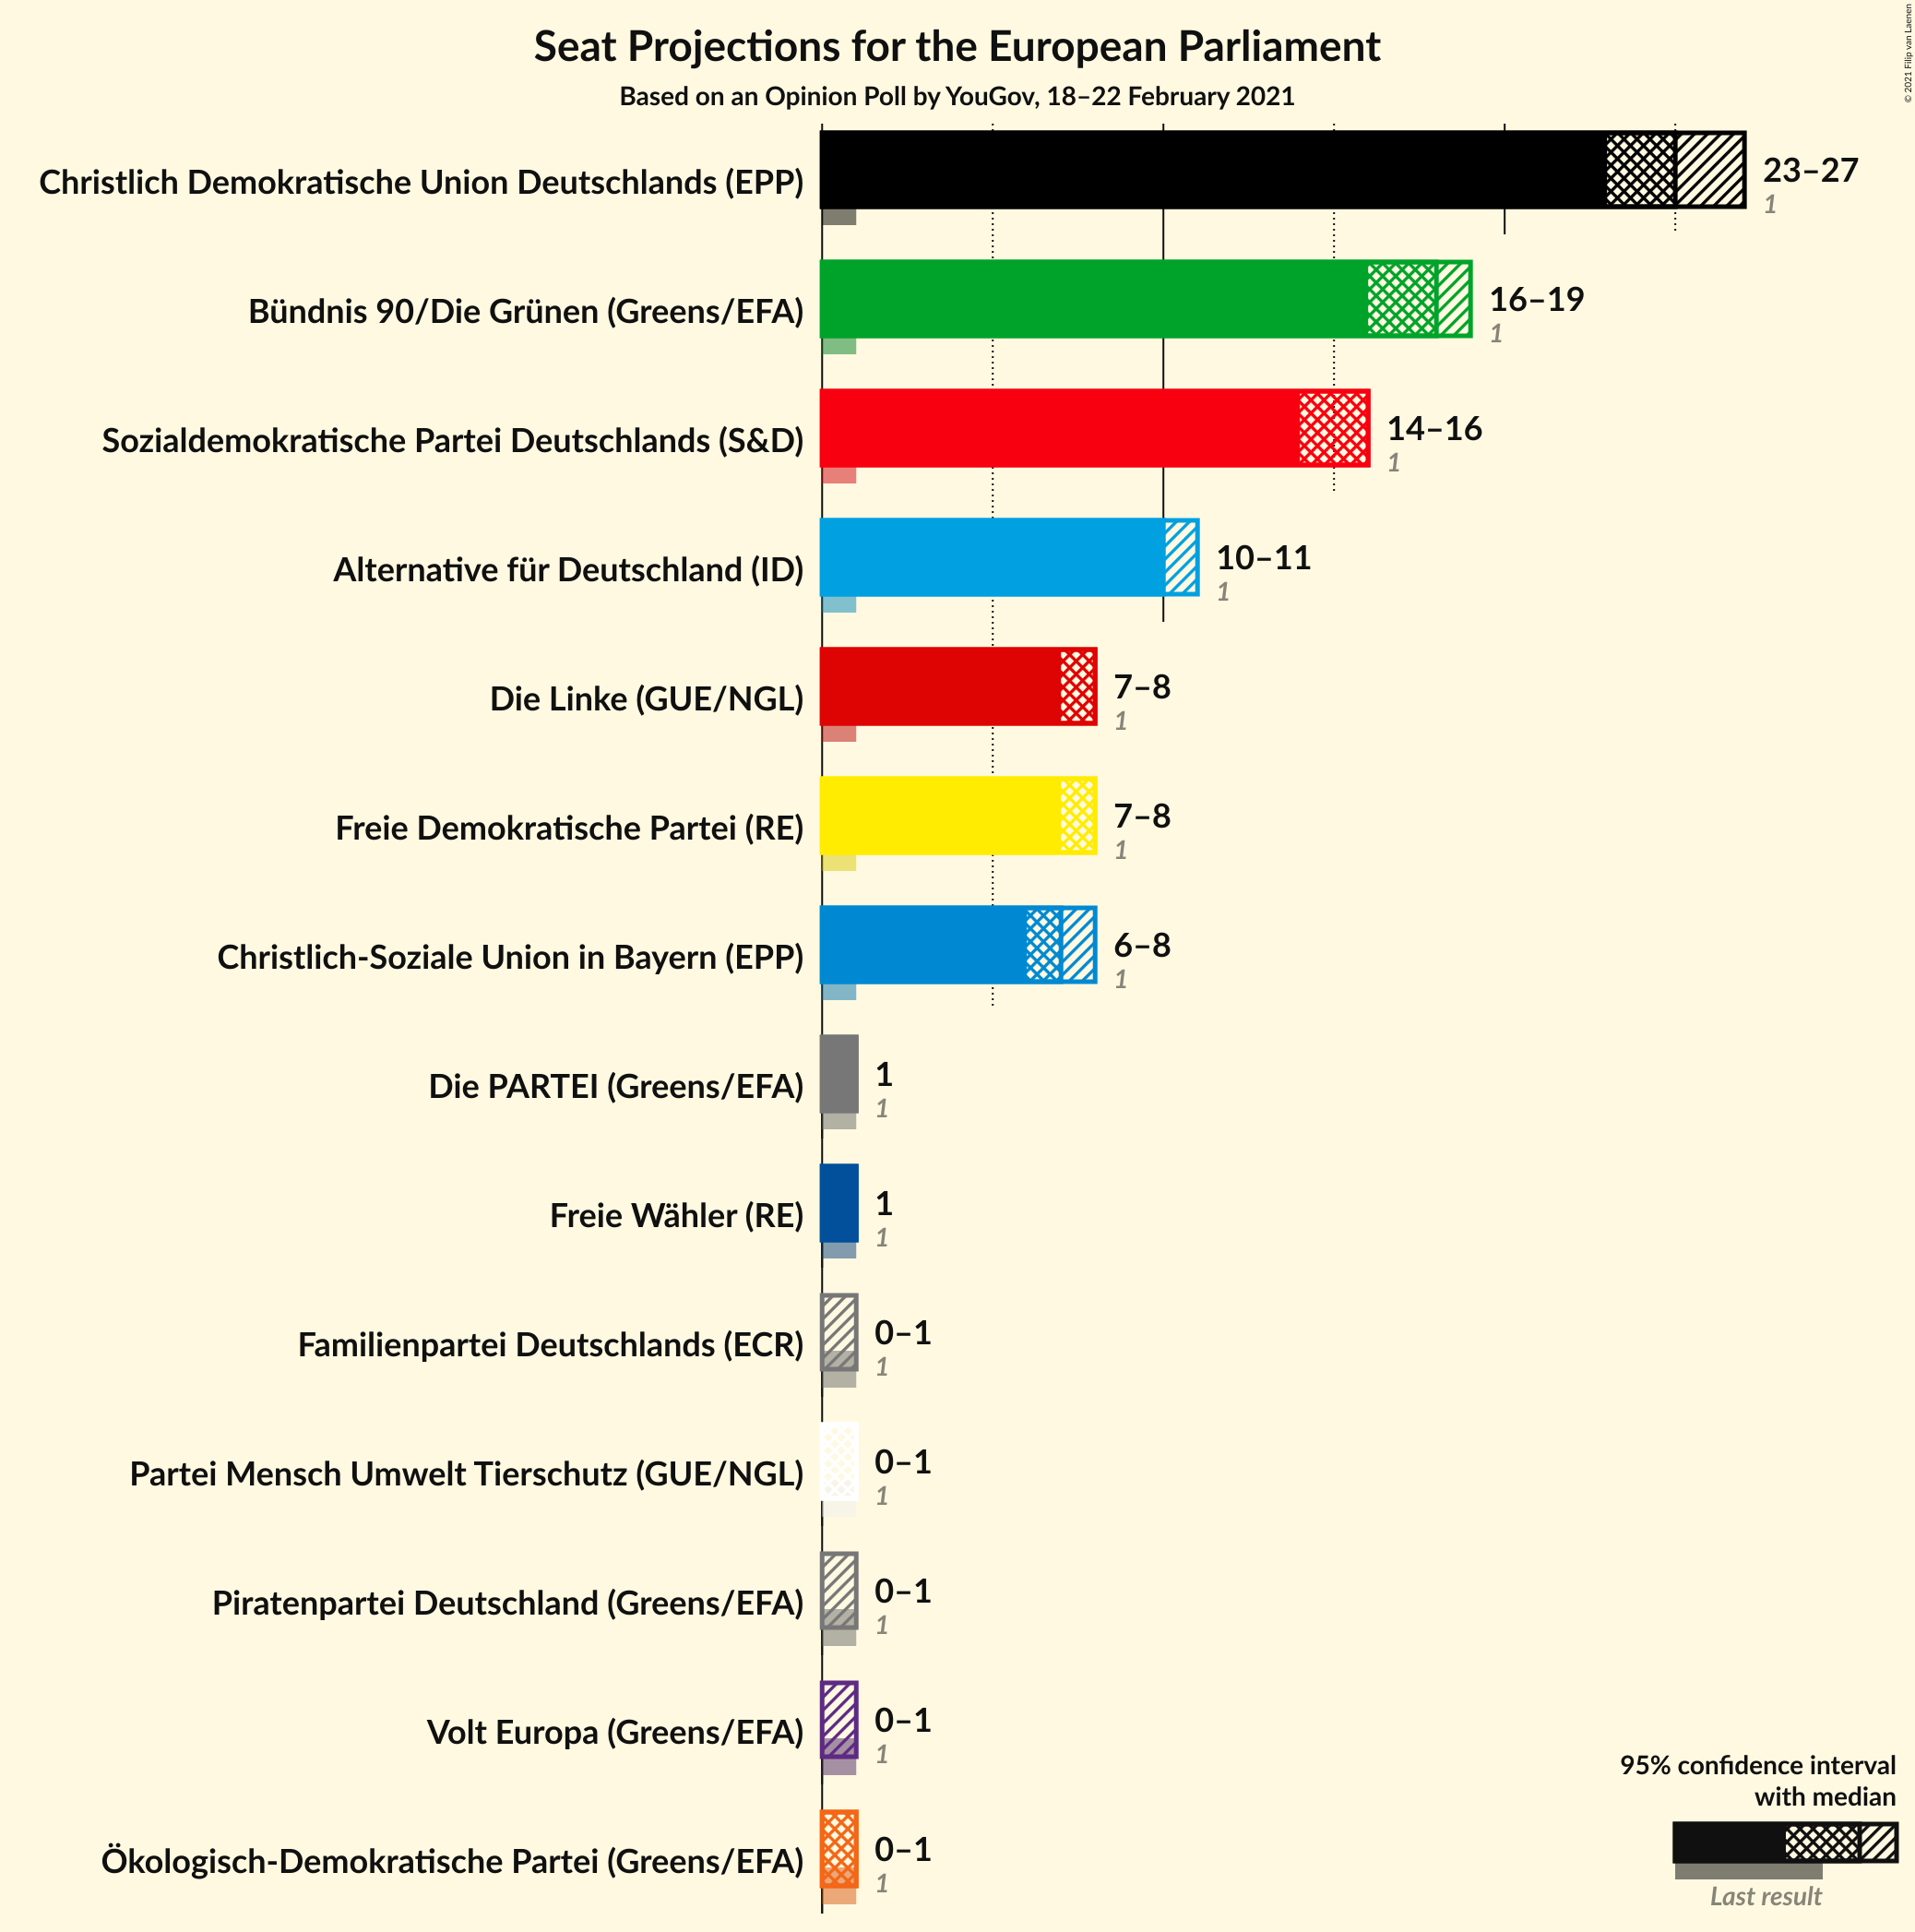 Seat Projections for the European Parliament
Based on an Opinion Poll by YouGov, 18–22 February 2021
© 2021 Filip van Laenen
Christlich Demokratische Union Deutschlands (EPP)
23–27
1
Bündnis 90/Die Grünen (Greens/EFA)
16–19
1
Sozialdemokratische Partei Deutschlands (S&D)
14–16
1
Alternative für Deutschland (ID)
10–11
1
Die Linke (GUE/NGL)
7–8
1
Freie Demokratische Partei (RE)
7–8
1
Christlich-Soziale Union in Bayern (EPP)
6–8
1
Die PARTEI (Greens/EFA)
1
1
Freie Wähler (RE)
1
1
Familienpartei Deutschlands (ECR)
0–1
1
Partei Mensch Umwelt Tierschutz (GUE/NGL)
0–1
1
Piratenpartei Deutschland (Greens/EFA)
0–1
1
Volt Europa (Greens/EFA)
0–1
1
Ökologisch-Demokratische Partei (Greens/EFA)
0–1
1
95% confidence interval
with median
Last result